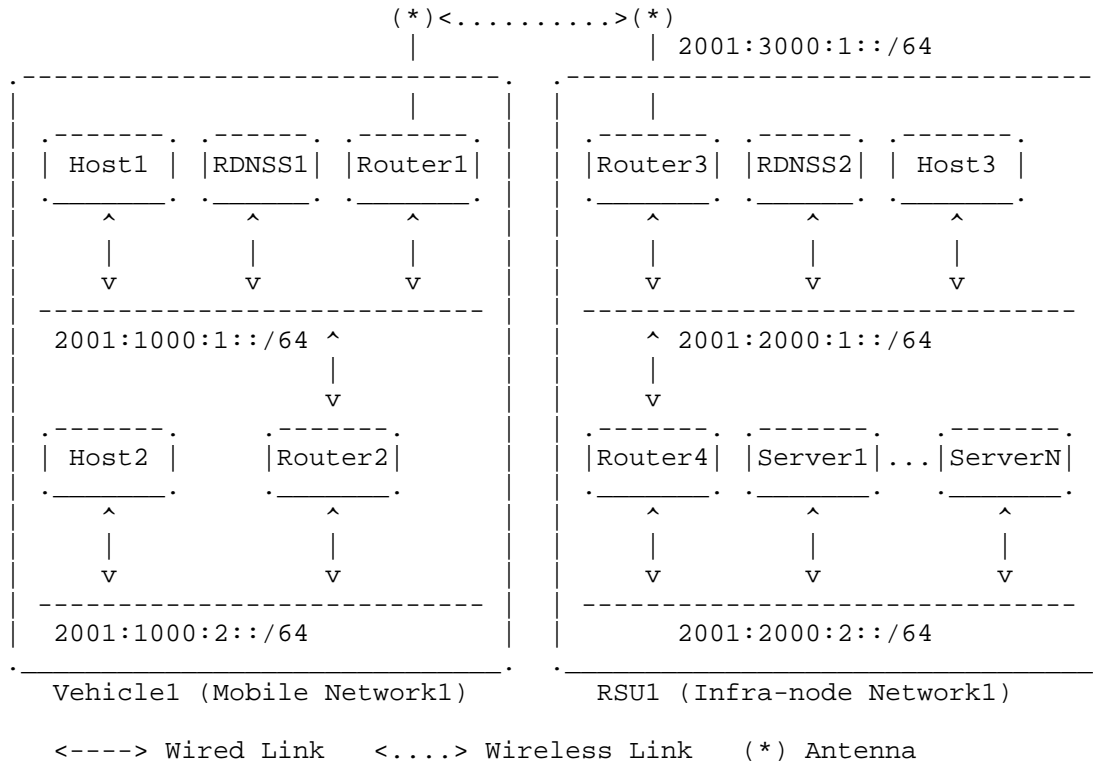 (*)<..........>(*)
2001:3000:1::/64
Host1 RDNSS1 Router1 Router3 RDNSS2 Host3
2001:1000:1::/64 2001:2000:1::/64
Host2 Router2 Router4 Server1 ... ServerN
2001:1000:2::/64 2001:2000:2::/64
Vehicle1 (Mobile Network1) RSU1 (Infra-node Network1)
<----> Wired Link <....> Wireless Link (*) Antenna